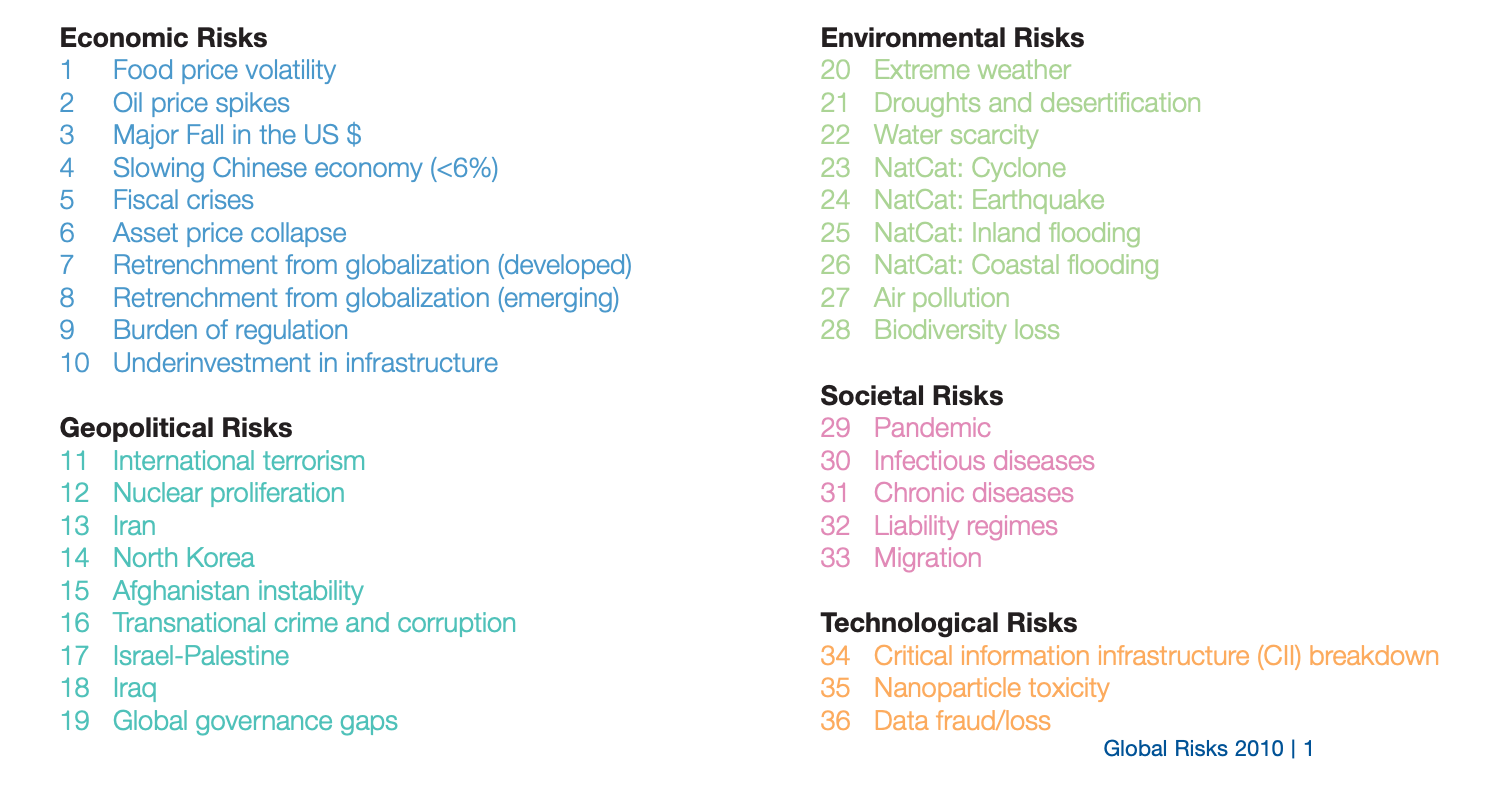 Economic Risks
1 Food price volatility
2 Oil price spikes
3 Major Fall in the US $
4 Slowing Chinese economy (<6%)
5 Fiscal crises
6 Asset price collapse
7 Retrenchment from globalization (developed)
8 Retrenchment from globalization (emerging)
9 Burden of regulation
10 Underinvestment in infrastructure
Geopolitical Risks
11 International terrorism
12 Nuclear proliferation
13 Iran
14 North Korea
15 Afghanistan instability
16 Transnational crime and corruption
17 Israel-Palestine
18 Iraq
19 Global governance gaps
Environmental Risks
20 Extreme weather
21 Droughts and desertification
22 Water scarcity
23 NatCat: Cyclone
24 NatCat: Earthquake
25 NatCat: Inland flooding
26 NatCat: Coastal flooding
27 Air pollution
28 Biodiversity loss
Societal Risks
29 Pandemic
30 Infectious diseases
31 Chronic diseases
32 Liability regimes
33 Migration
Technological Risks
34 Critical information infrastructure (CII) breakdown
35 Nanoparticle toxicity
36 Data fraud/loss
Global Risks 2010 | 1